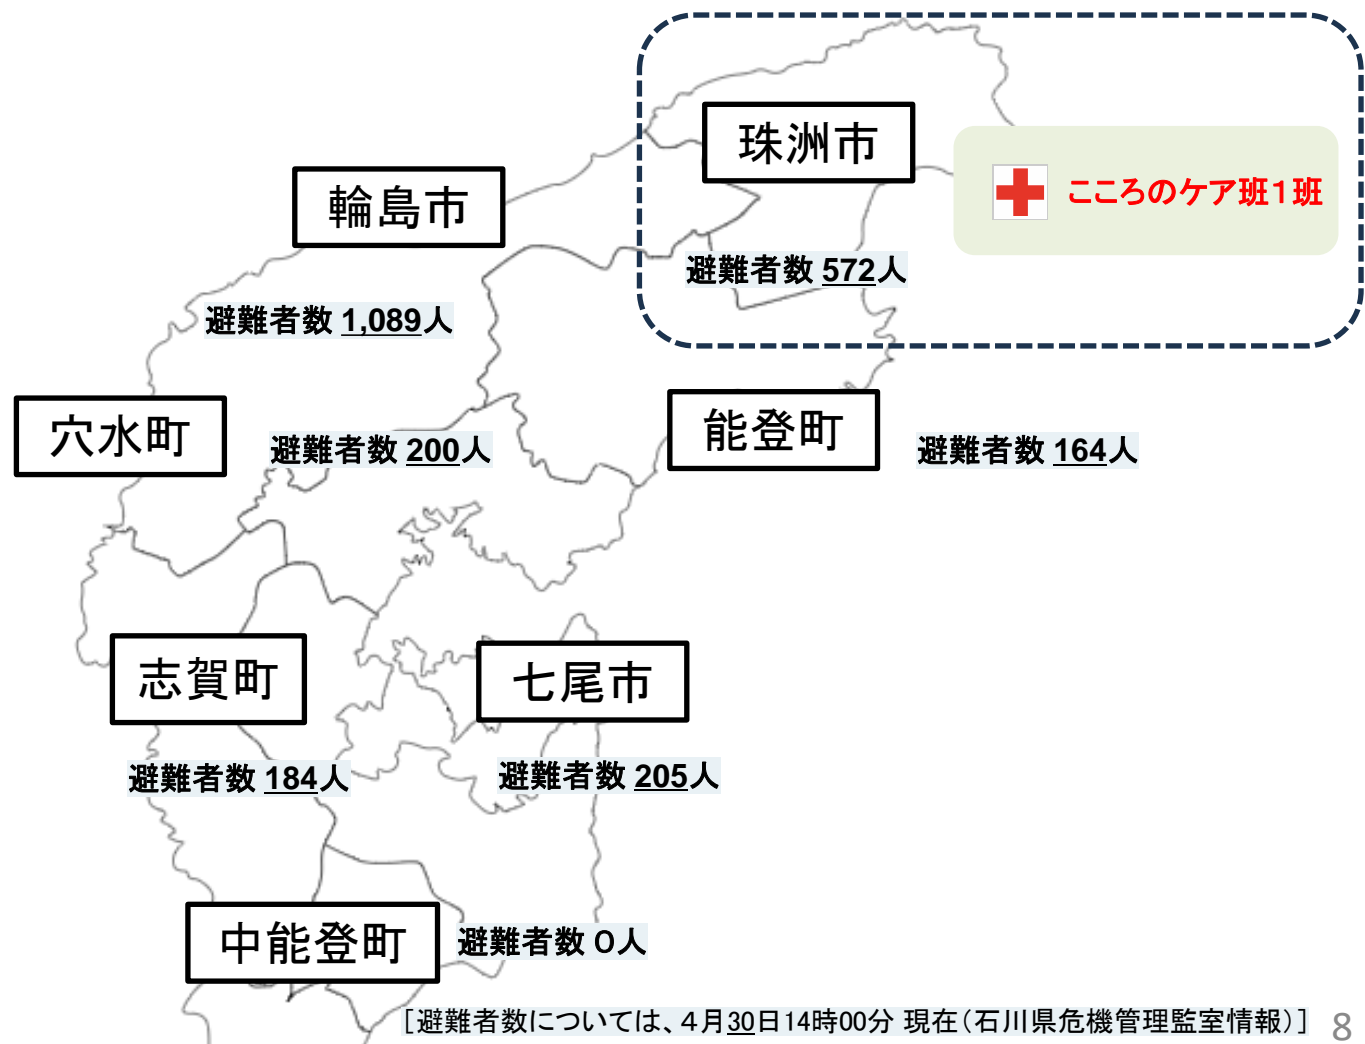 珠洲市
こころのケア班1班
輪島市
避難者数 572人
避難者数 1,089人
穴水町
避難者数 200人
能登町
避難者数 164人
志賀町
七尾市
避難者数 184人
避難者数 205人
中能登町
避難者数 0人
[避難者数については、4月30日14時00分 現在(石川県危機管理監室情報)]
8